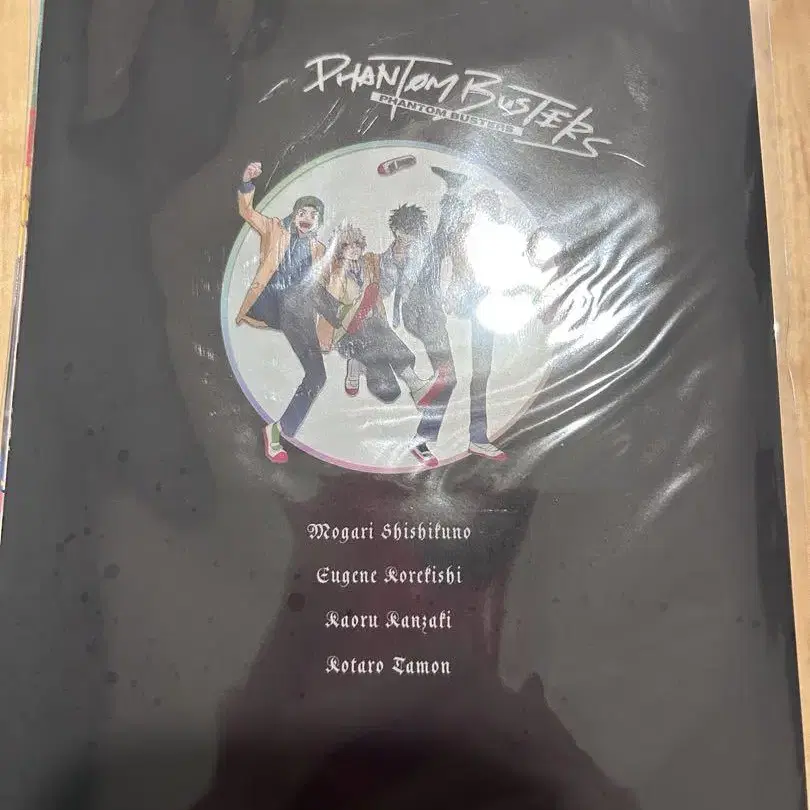 PHANTOM BUSTERS
PHANTOM BUSTERS
Mogari Shishikuno
Eugene Korekishi
Kaoru Kanzaki
Kotaro Tamon